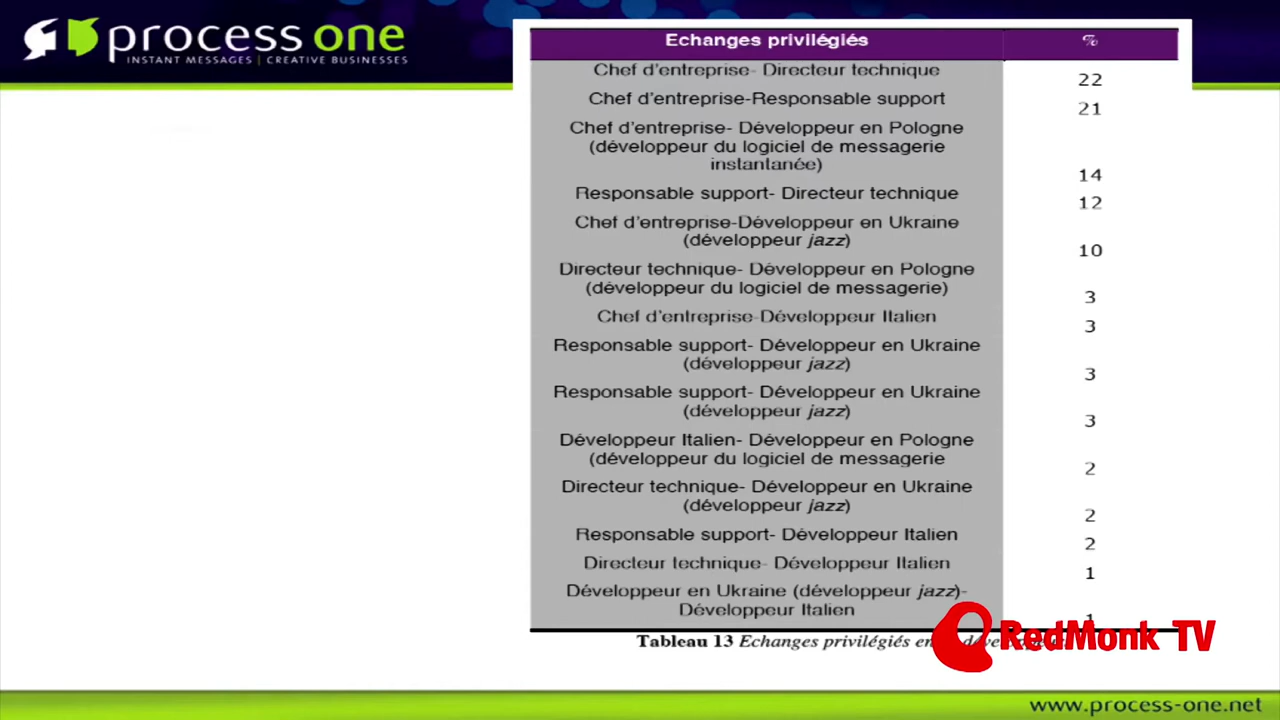 process one
INSTANT MESSAGES | CREATIVE BUSINESSES
Echanges privilégiés %
Chef d'entreprise- Directeur technique 22
Chef d'entreprise-Responsable support 21
Chef d'entreprise- Développeur en Pologne
(développeur du logiciel de messagerie
instantanée) 14
Responsable support- Directeur technique 12
Chef d'entreprise-Développeur en Ukraine
(développeur jazz) 10
Directeur technique- Développeur en Pologne
(développeur du logiciel de messagerie) 3
Chef d'entreprise-Développeur Italien 3
Responsable support- Développeur en Ukraine
(développeur jazz) 3
Responsable support- Développeur en Ukraine
(développeur jazz) 3
Développeur Italien- Développeur en Pologne
(développeur du logiciel de messagerie 2
Directeur technique- Développeur en Ukraine
(développeur jazz) 2
Responsable support- Développeur Italien 2
Directeur technique- Développeur Italien 1
Développeur en Ukraine (développeur jazz)-
Développeur Italien
Tableau 13 Echanges privilégiés
RedMonk TV
www.process-one.net